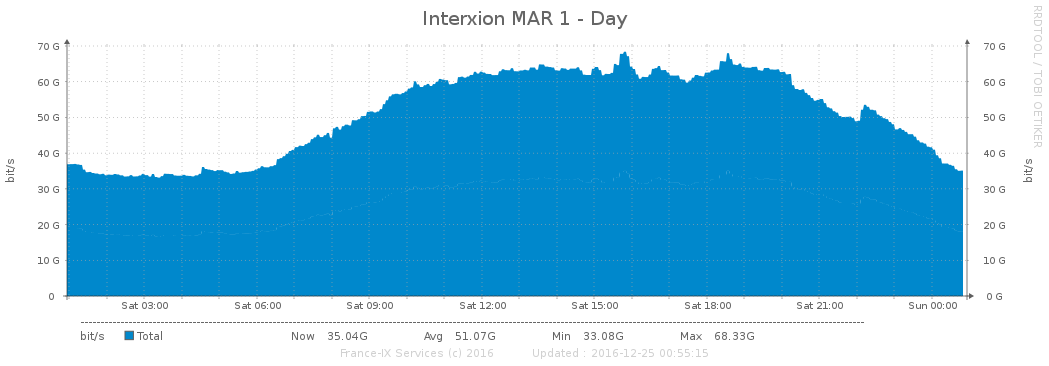 Interxion MAR 1 - Day
RRDTOOL / TOBI OETIKER
bit/s
70 G 70 G
60 G 60 G
50 G 50 G
40 G 40 G
30 G 30 G
20 G 20 G
10 G 10 G
0 0 G
bit/s
Sat 03:00 Sat 06:00 Sat 09:00 Sat 12:00 Sat 15:00 Sat 18:00 Sat 21:00 Sun 00:00
bit/s Total Now 35.04G Avg 51.07G Min 33.08G Max 68.33G
France-IX Services (c) 2016 Updated : 2016-12-25 00:55:15